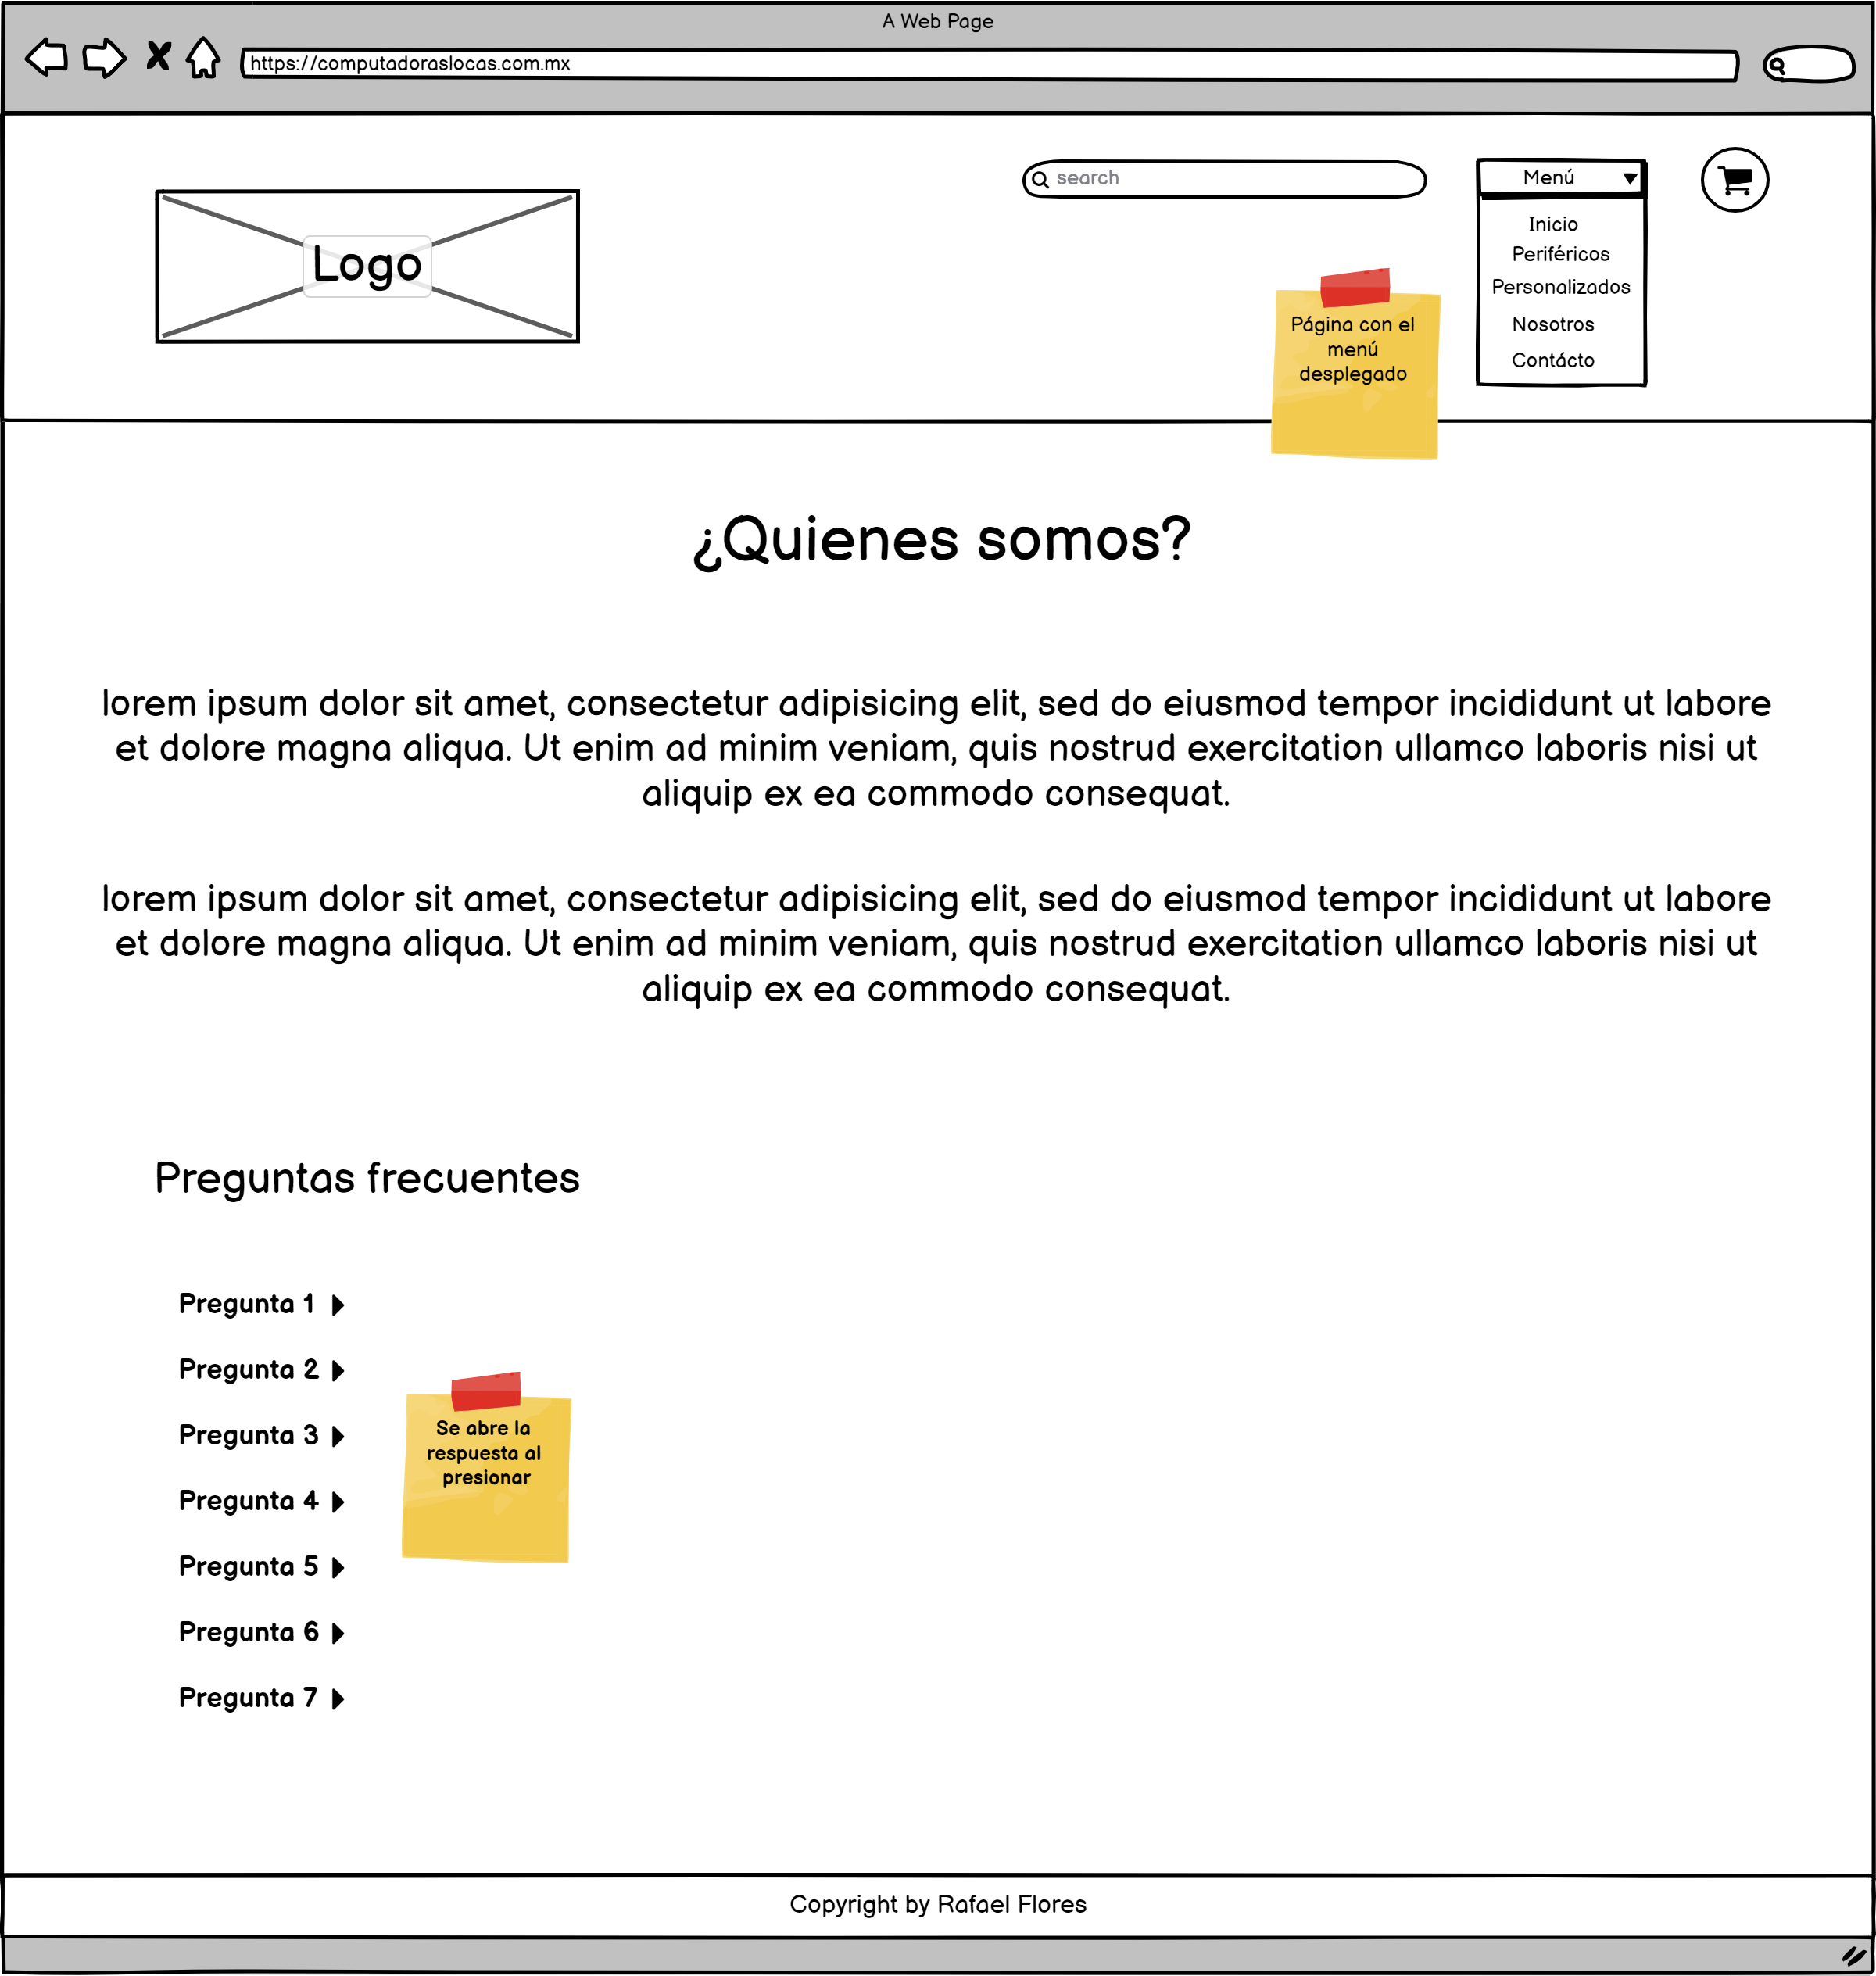 A Web Page
https://computadoraslocas.com.mx
search
Menú
Logo
Inicio
Periféricos
Personalizados
Nosotros
Contácto
Página con el
menú
desplegado
¿Quienes somos?
lorem ipsum dolor sit amet, consectetur adipisicing elit, sed do eiusmod tempor incididunt ut labore
et dolore magna aliqua. Ut enim ad minim veniam, quis nostrud exercitation ullamco laboris nisi ut
aliquip ex ea commodo consequat.
lorem ipsum dolor sit amet, consectetur adipisicing elit, sed do eiusmod tempor incididunt ut labore
et dolore magna aliqua. Ut enim ad minim veniam, quis nostrud exercitation ullamco laboris nisi ut
aliquip ex ea commodo consequat.
Preguntas frecuentes
Pregunta 1
Pregunta 2
Pregunta 3
Pregunta 4
Pregunta 5
Pregunta 6
Pregunta 7
Se abre la
respuesta al
presionar
Copyright by Rafael Flores